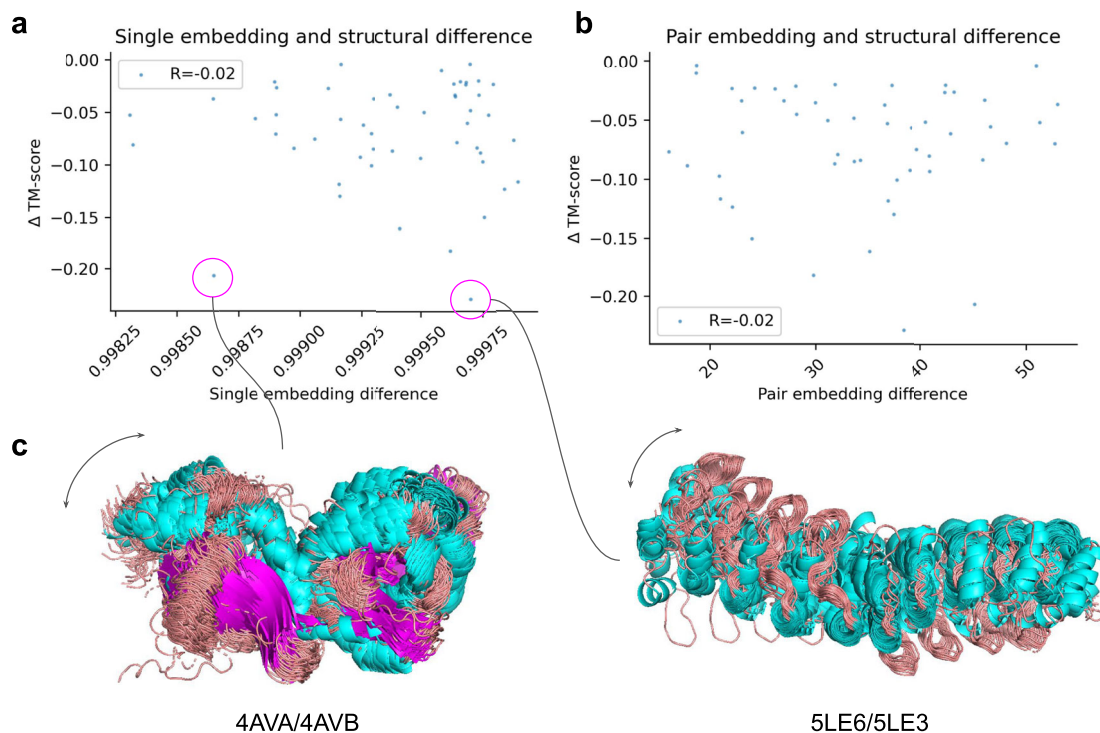 a
Single embedding and structural difference
R=-0.02
0.00
−0.05
−0.10
−0.15
−0.20
Δ TM-score
0.99825
0.99850
0.99875
0.99900
0.99925
0.99950
0.99975
Single embedding difference
b
Pair embedding and structural difference
0.00
−0.05
−0.10
−0.15
−0.20
Δ TM-score
R=-0.02
20
30
40
50
Pair embedding difference
c
4AVA/4AVB
5LE6/5LE3